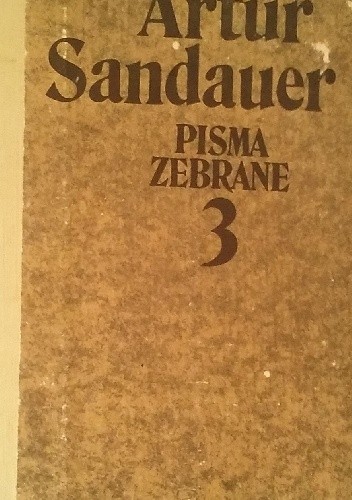 Artur
Sandauer
PISMA
ZEBRANE
3